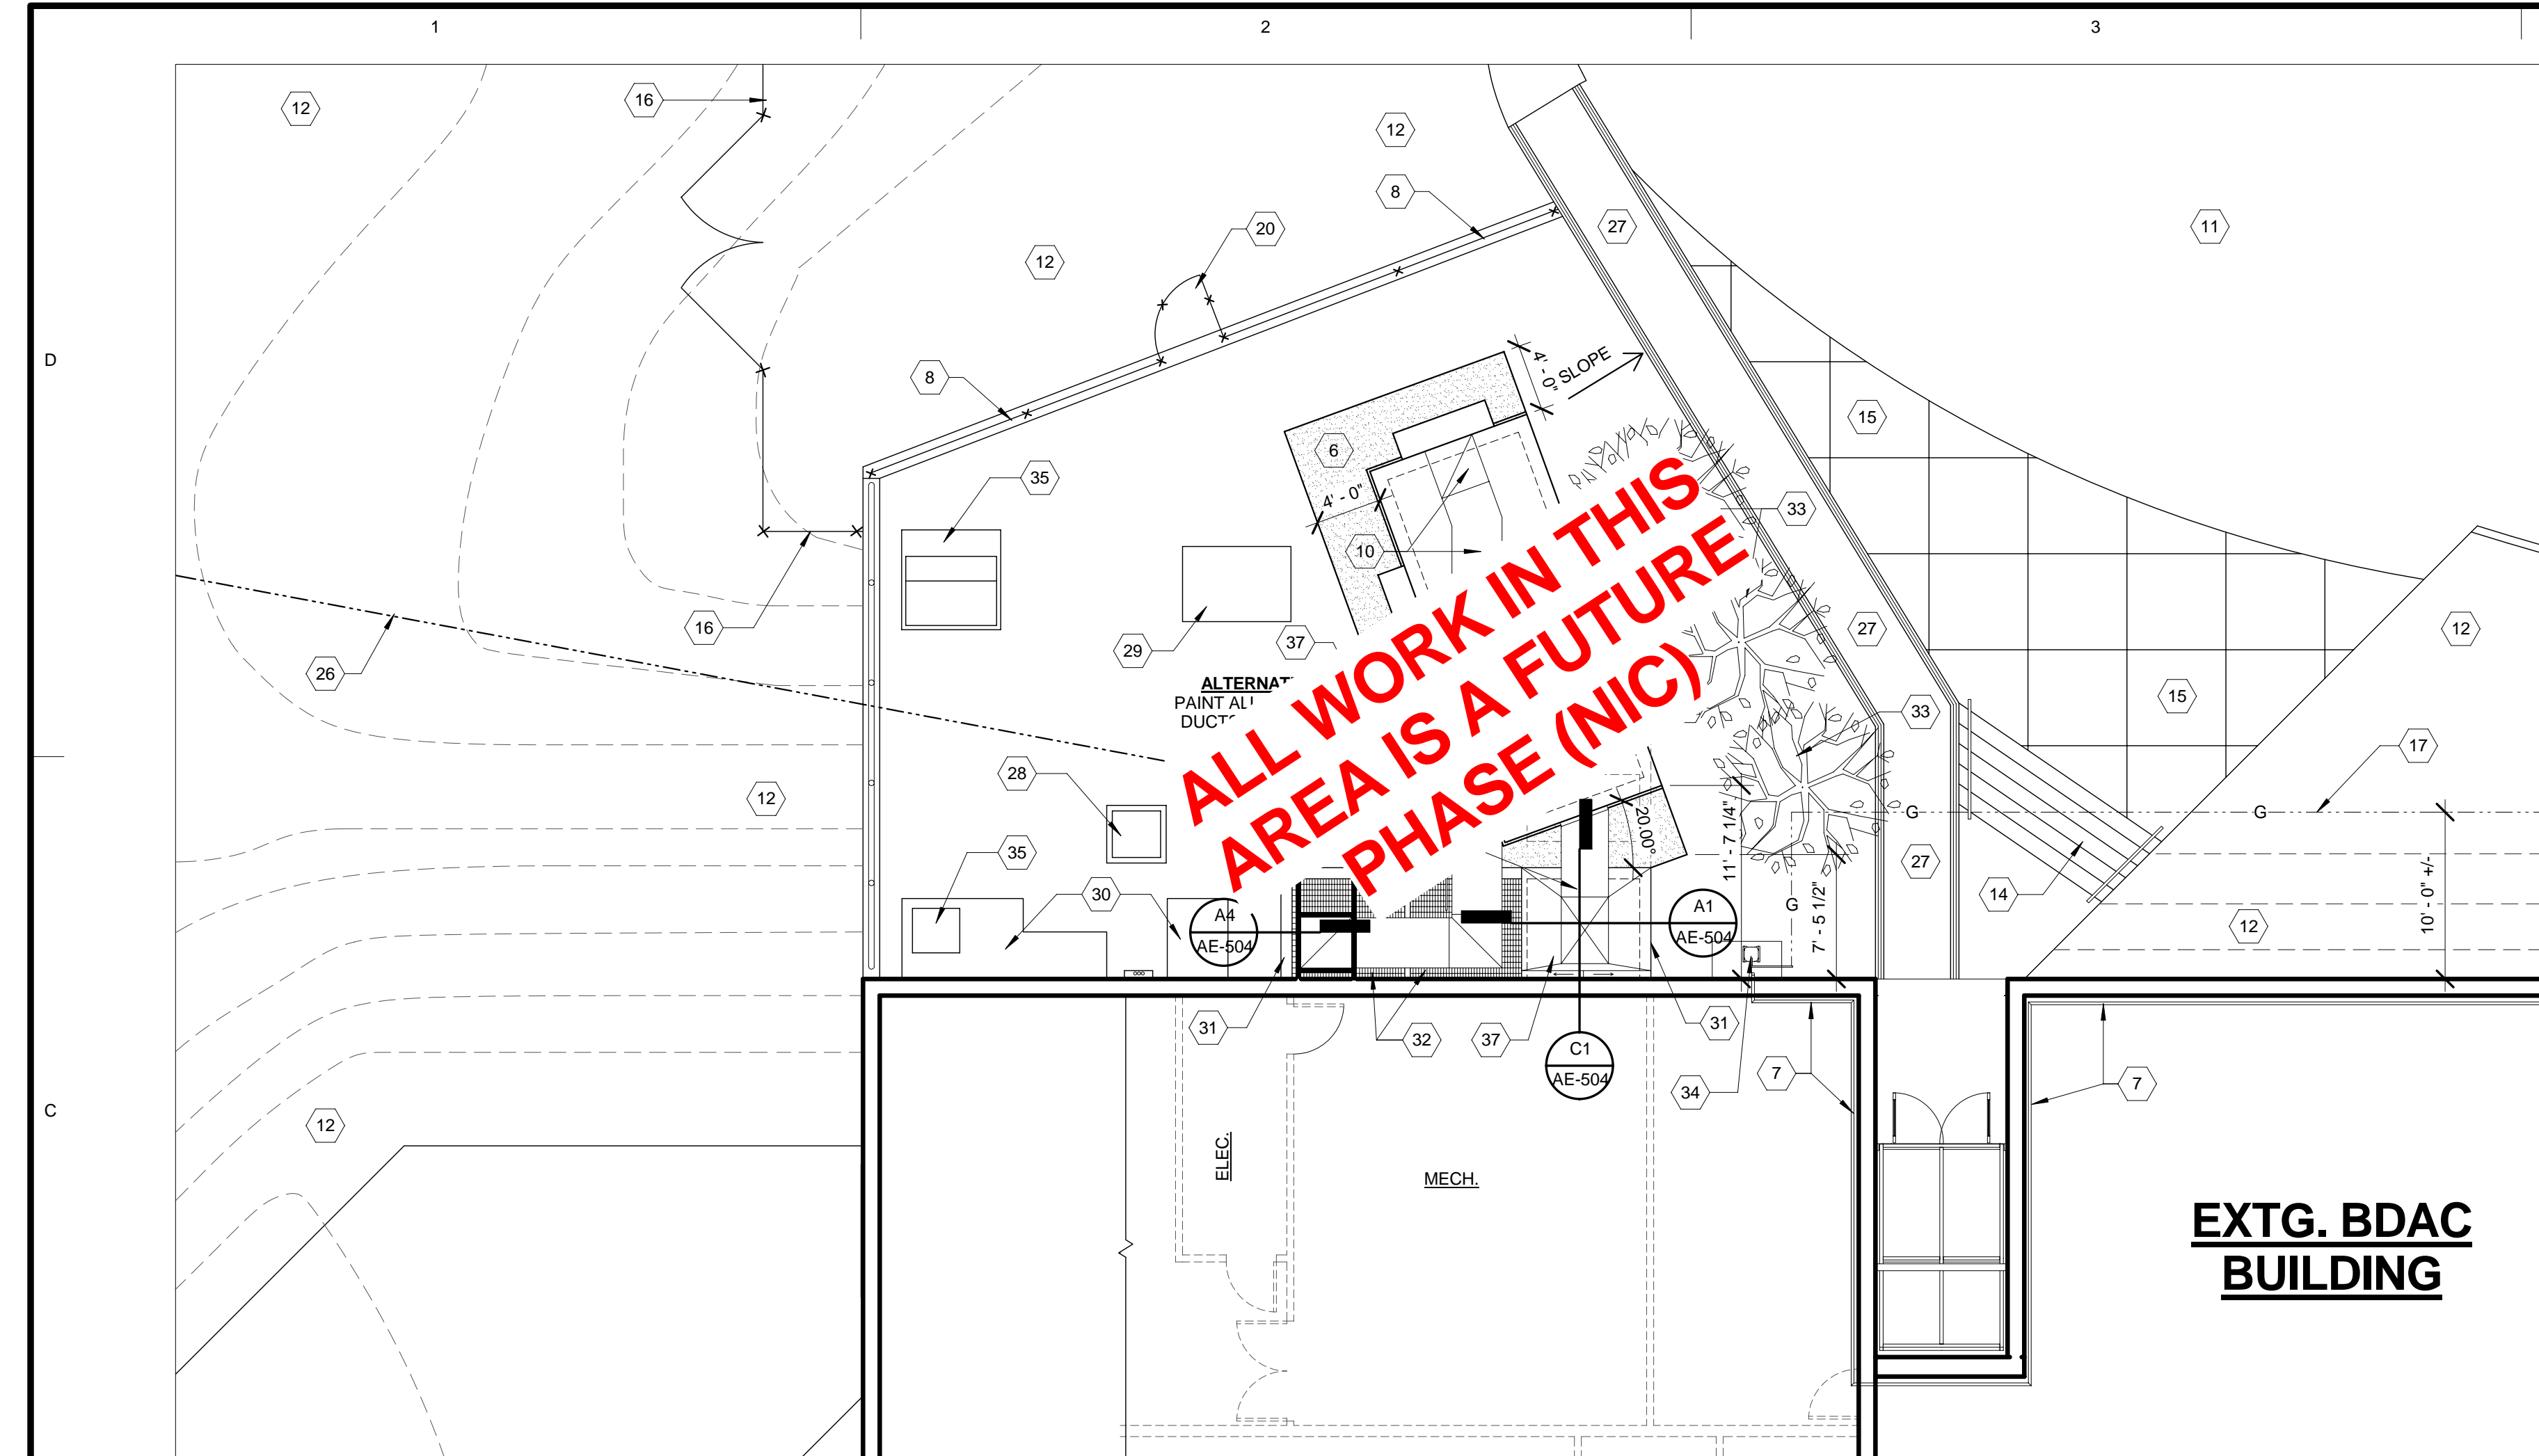 1
2
3
D
C
12
16
12
8
20
12
27
11
8
4' - 0"
SLOPE
15
6
35
4' - 0"
33
10
16
29
37
27
12
26
ALTERNAT
PAINT AL
DUCT
ALL WORK IN THIS
AREA IS A FUTURE
PHASE (NIC)
15
33
17
28
12
G
G
20.00°
11' - 7 1/4"
35
27
30
14
10' - 0" +/-
A4
AE-504
A1
AE-504
G
7' - 5 1/2"
12
31
32
37
31
C1
AE-504
34
7
7
12
ELEC.
MECH.
EXTG. BDAC
BUILDING